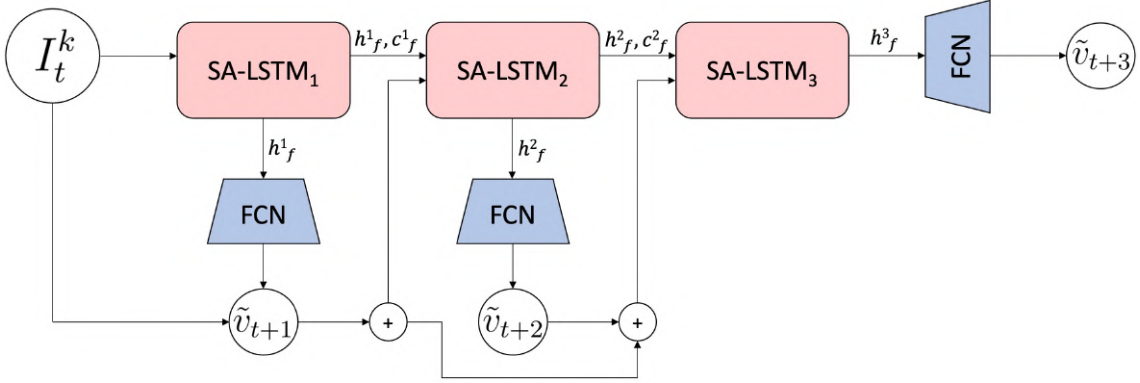 I_t^k
SA-LSTM₁
h¹_f, c¹_f
SA-LSTM₂
h²_f, c²_f
SA-LSTM₃
h³_f
FCN
ṽ_{t+3}
h¹_f
h²_f
FCN
FCN
ṽ_{t+1}
+
ṽ_{t+2}
+